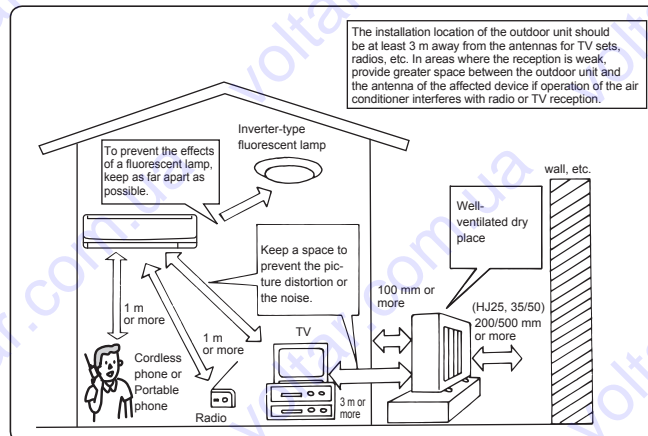 The installation location of the outdoor unit should
be at least 3 m away from the antennas for TV sets,
radios, etc. In areas where the reception is weak,
provide greater space between the outdoor unit and
the antenna of the affected device if operation of the air
conditioner interferes with radio or TV reception.
Inverter-type
fluorescent lamp
To prevent the effects
of a fluorescent lamp,
keep as far apart as
possible.
wall, etc.
Well-
ventilated dry
place
Keep a space to
prevent the pic-
ture distortion or
the noise.
100 mm or
more
(HJ25, 35/50)
200/500 mm
or more
1 m
or more
1 m
or more
TV
Cordless
phone or
Portable
phone
Radio
3 m or
more
voltar.com.ua